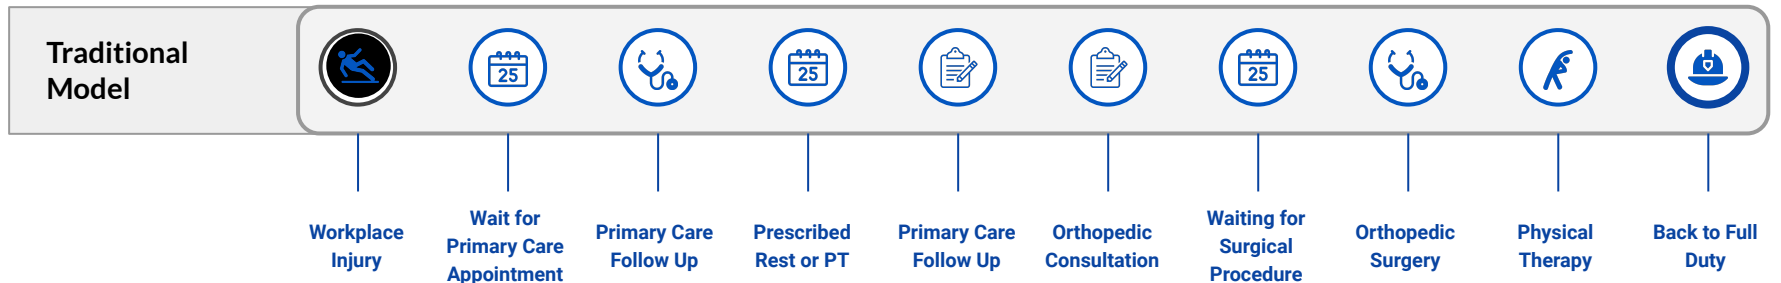 Traditional
Model
25
25
25
Workplace
Injury
Wait for
Primary Care
Appointment
Primary Care
Follow Up
Prescribed
Rest or PT
Primary Care
Follow Up
Orthopedic
Consultation
Waiting for
Surgical
Procedure
Orthopedic
Surgery
Physical
Therapy
Back to Full
Duty